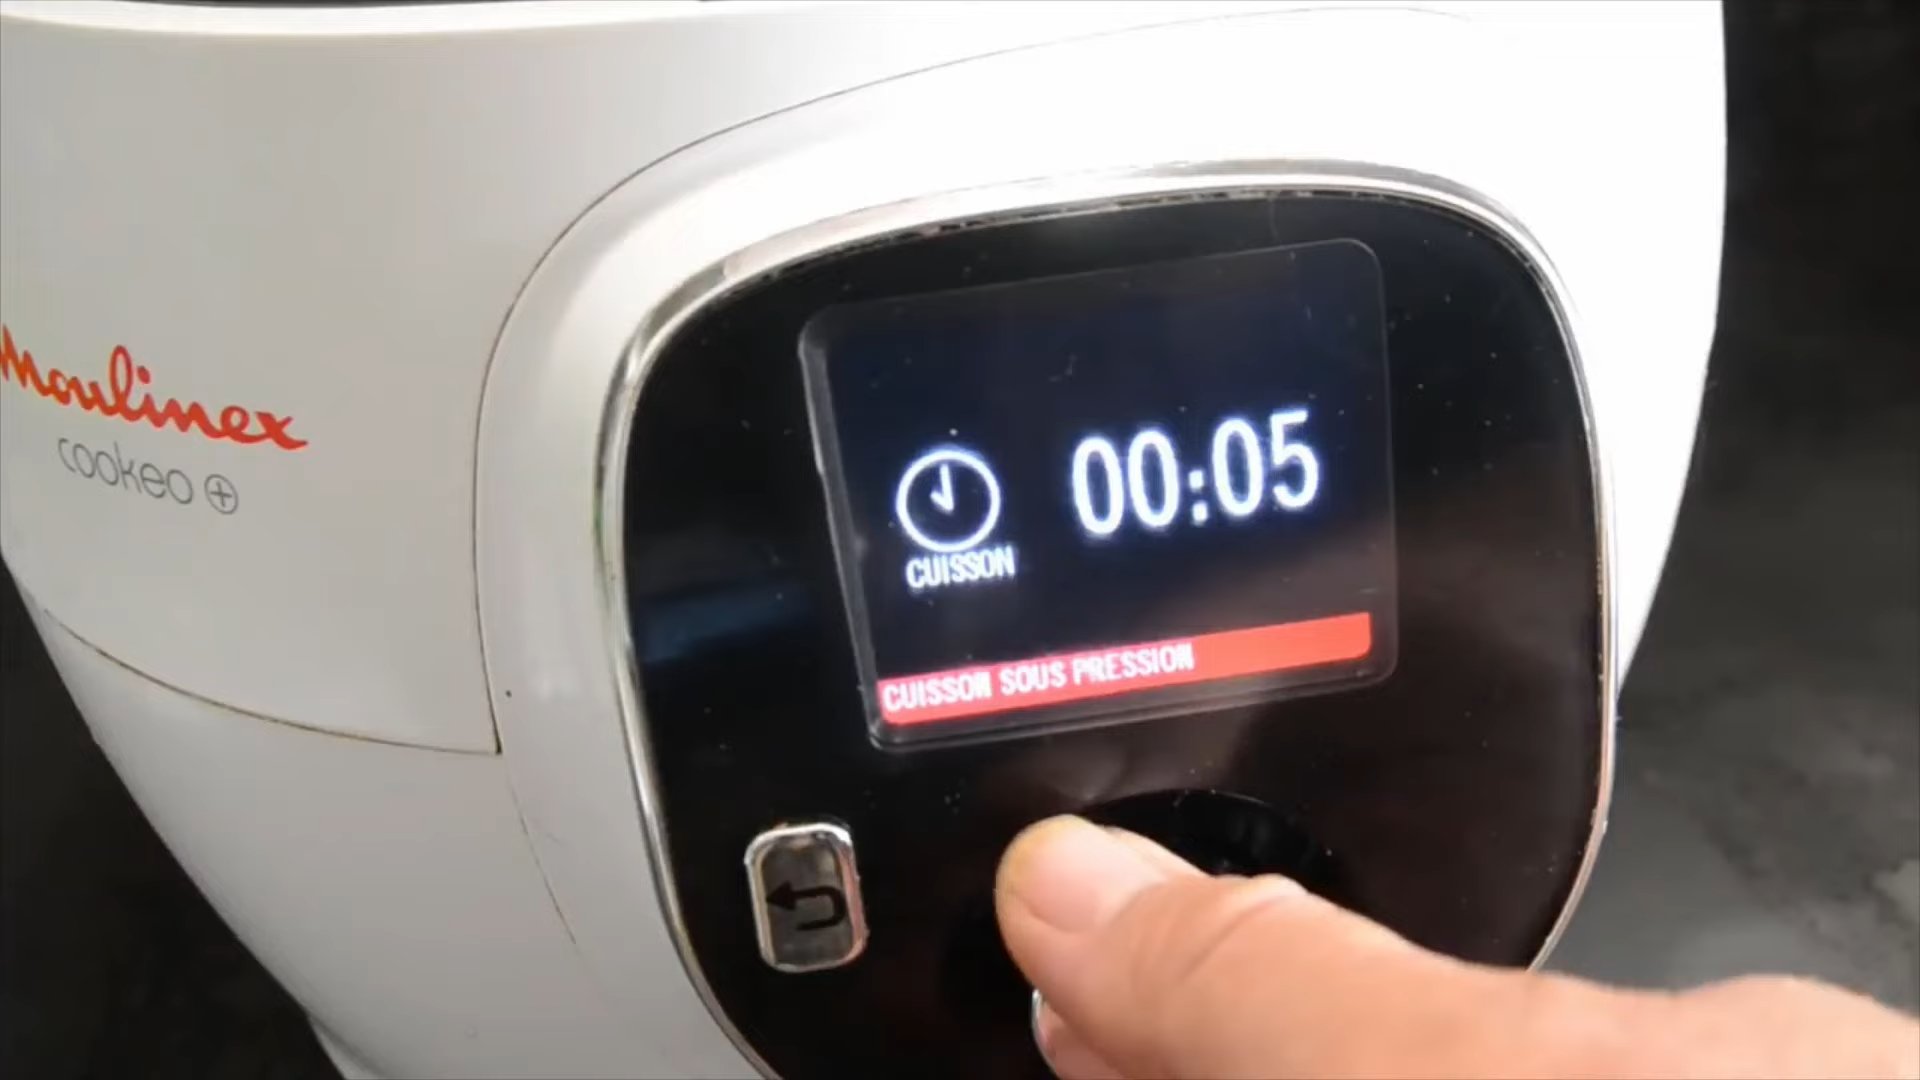 Moulinex
cookeo +
00:05
CUISSON
CUISSON SOUS PRESSION